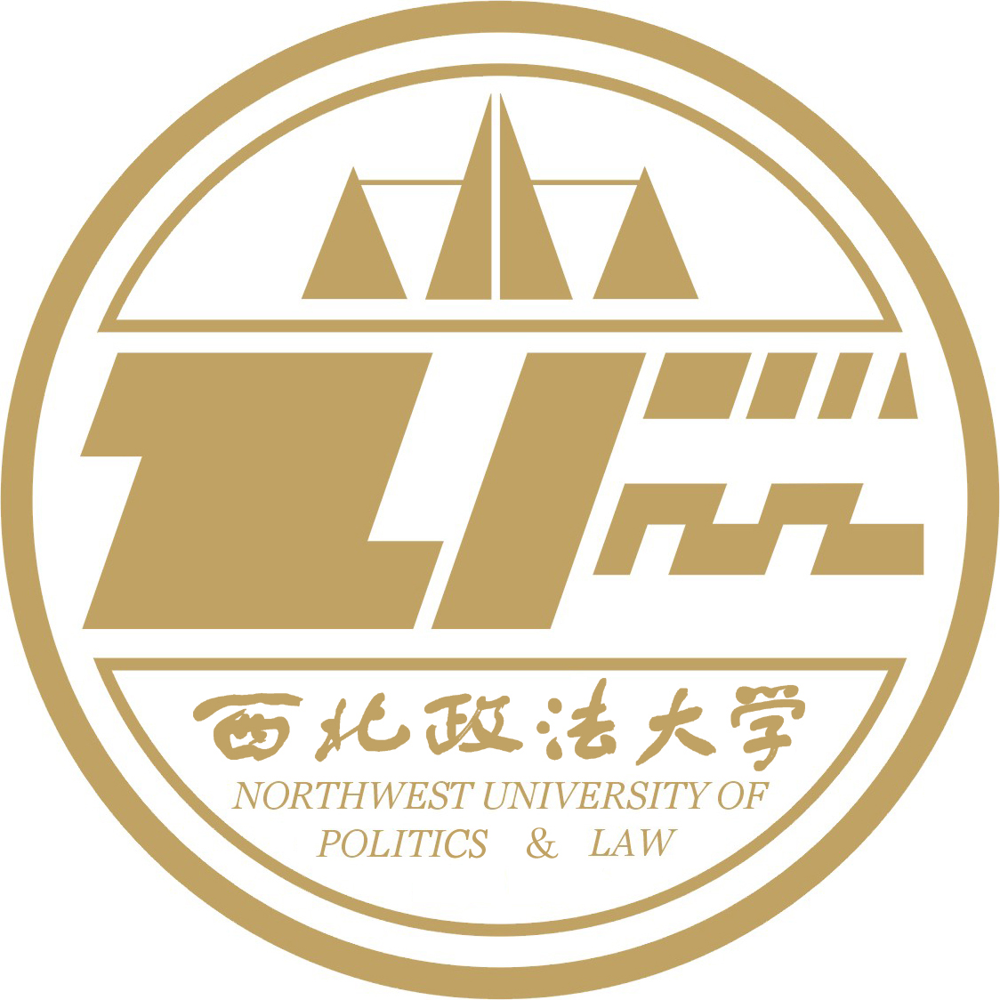 西北政法大学
NORTHWEST UNIVERSITY OF
POLITICS & LAW